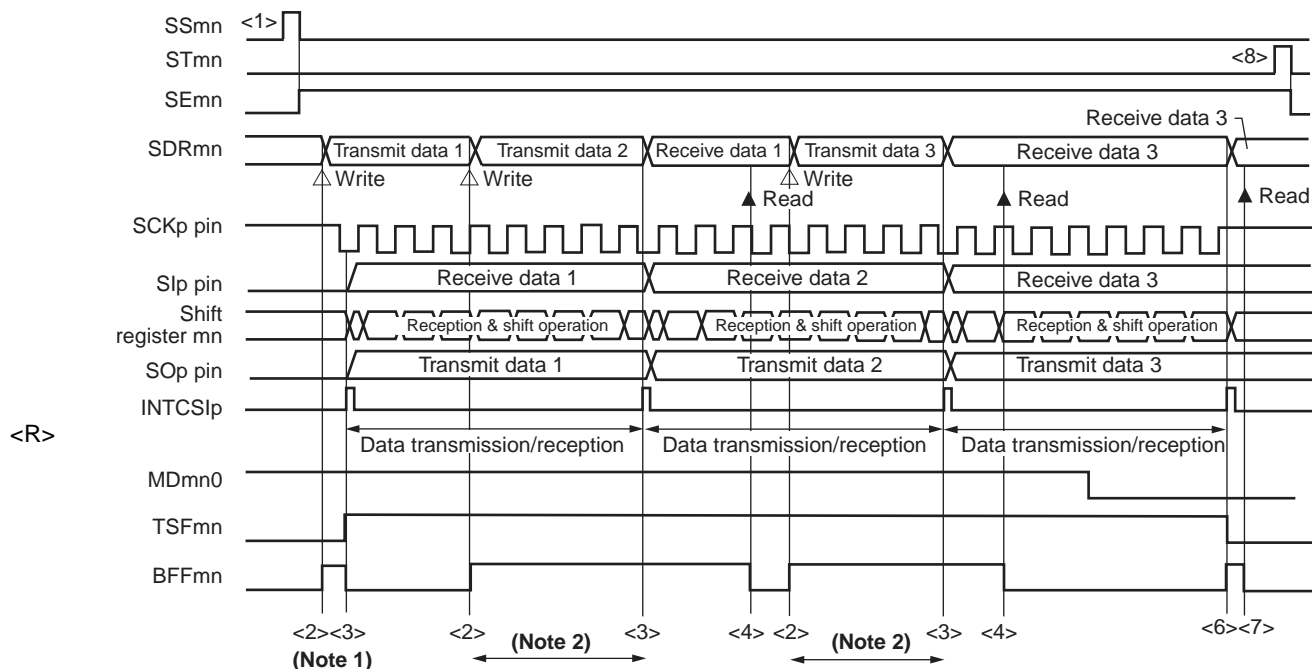 SSmn <1>
STmn <8>
SEmn
Receive data 3
SDRmn Transmit data 1 Transmit data 2 Receive data 1 Transmit data 3 Receive data 3
Write Write Write
Read Read Read
SCKp pin
SIp pin Receive data 1 Receive data 2 Receive data 3
Shift
register mn Reception & shift operation Reception & shift operation Reception & shift operation
SOp pin Transmit data 1 Transmit data 2 Transmit data 3
INTCSIp
<R>
Data transmission/reception Data transmission/reception Data transmission/reception
MDmn0
TSFmn
BFFmn
<2><3> <2> <3> <4> <2> <3> <4> <6><7>
(Note 1) (Note 2) (Note 2)